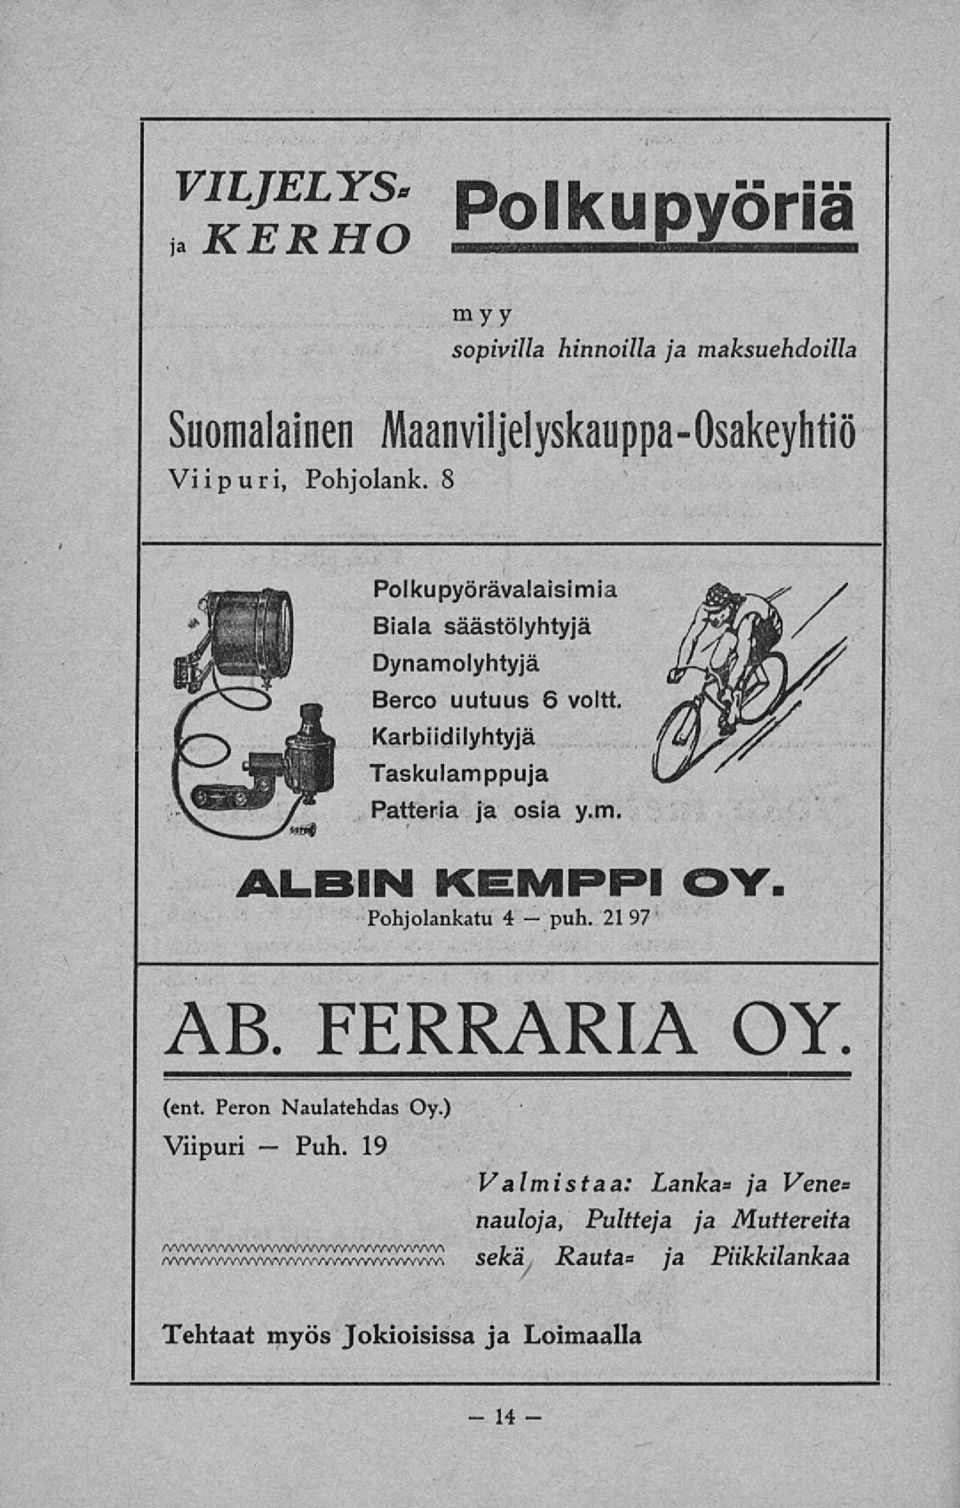 VILJELYS-
ja KERHO
Polkupyöriä
myy
sopivilla hinnoilla ja maksuehdoilla
Suomalainen Maanviljelyskauppa-Osakeyhtiö
Viipuri, Pohjolank. 8
Polkupyörävalaisimia
Biala säästölyhtyjä
Dynamolyhtyjä
Berco uutuus 6 voltt.
Karbiidilyhtyjä
Taskulamppuja
Patteria ja osia y.m.
ALBIN KEMPPI OY.
Pohjolankatu 4 — puh. 21 97
AB. FERRARIA OY.
(ent. Peron Naulatehdas Oy.)
Viipuri — Puh. 19
Valmistaa: Lanka= ja Vene=
nauloja, Pultteja ja Muttereita
sekä Rauta= ja Piikkilankaa
Tehtaat myös Jokioisissa ja Loimaalla
— 14 —